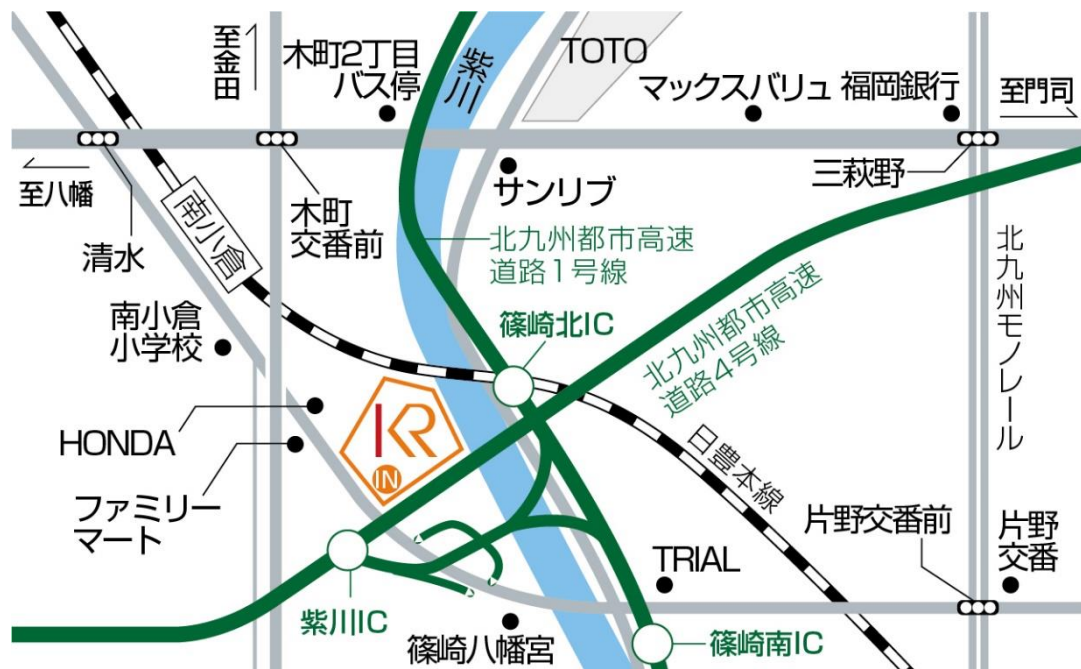 至金田
木町2丁目
バス停
紫川
TOTO
マックスバリュ
福岡銀行
至門司
至八幡
清水
南小倉
木町
交番前
サンリブ
三萩野
北九州都市高速
道路1号線
北九州都市高速
道路4号線
北九州モノレール
南小倉
小学校
篠崎北IC
HONDA
KR
IN
ファミリー
マート
日豊本線
片野交番前
片野
交番
TRIAL
紫川IC
篠崎八幡宮
篠崎南IC